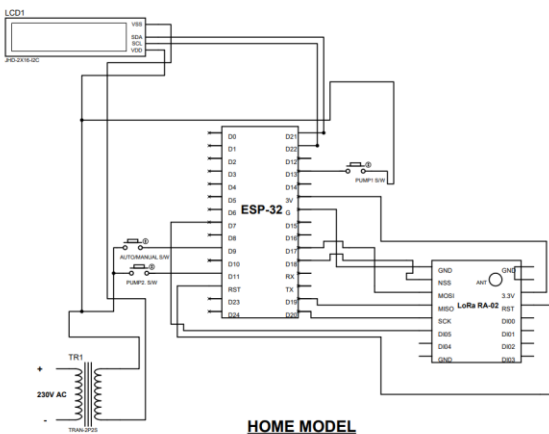 LCD1
VSS
SDA
SCL
VDD
JHD-2X16-I2C
D0
D1
D2
D3
D4
D5
D6
D7
D8
D9
D10
D11
RST
D23
D24
ESP-32
D21
D22
D12
D13
D14
3V
G
D15
D16
D17
D18
RX
TX
D19
D20
PUMP1 S/W
AUTO/MANUAL S/W
PUMP2. S/W
GND
NSS
MOSI
MISO
SCK
DI05
DI04
GND
ANT
LoRa RA-02
GND
3.3V
RST
DI00
DI01
DI02
DI03
TR1
+
230V AC
-
TRAN-2P2S
HOME MODEL